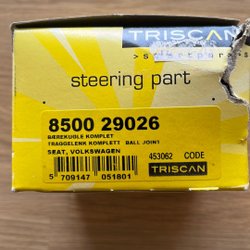 TRISCAN
steering part
8500 29026
BÆREKUGLE KOMPLET
TRAGGELENK KOMPLETT BALL JOINT
SEAT, VOLKSWAGEN
453062 CODE
TRISCAN
5 709147 051801